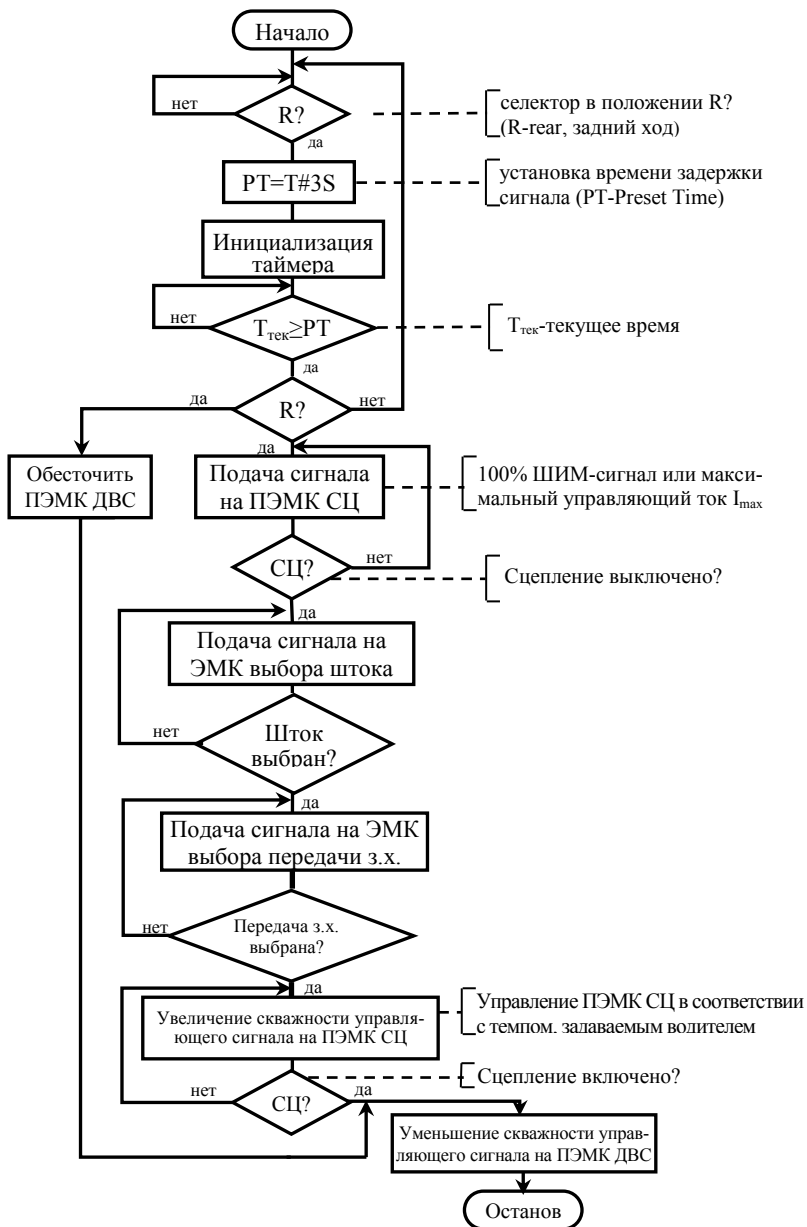 Начало
нет
R?
да
селектор в положении R?
(R-rear, задний ход)
PT=T#3S
установка времени задержки
сигнала (PT-Preset Time)
Инициализация
таймера
нет
Tтек≥PT
Tтек-текущее время
да
да
R?
нет
да
Обесточить
ПЭМК ДВС
Подача сигнала
на ПЭМК СЦ
100% ШИМ-сигнал или макси-
мальный управляющий ток Imax
СЦ?
нет
Сцепление выключено?
да
Подача сигнала на
ЭМК выбора штока
нет
Шток
выбран?
да
Подача сигнала на ЭМК
выбора передачи з.х.
нет
Передача з.х.
выбрана?
да
Увеличение скважности управля-
ющего сигнала на ПЭМК СЦ
Управление ПЭМК СЦ в соответствии
с темпом, задаваемым водителем
нет
СЦ?
да
Сцепление включено?
Уменьшение скважности управ-
ляющего сигнала на ПЭМК ДВС
Останов